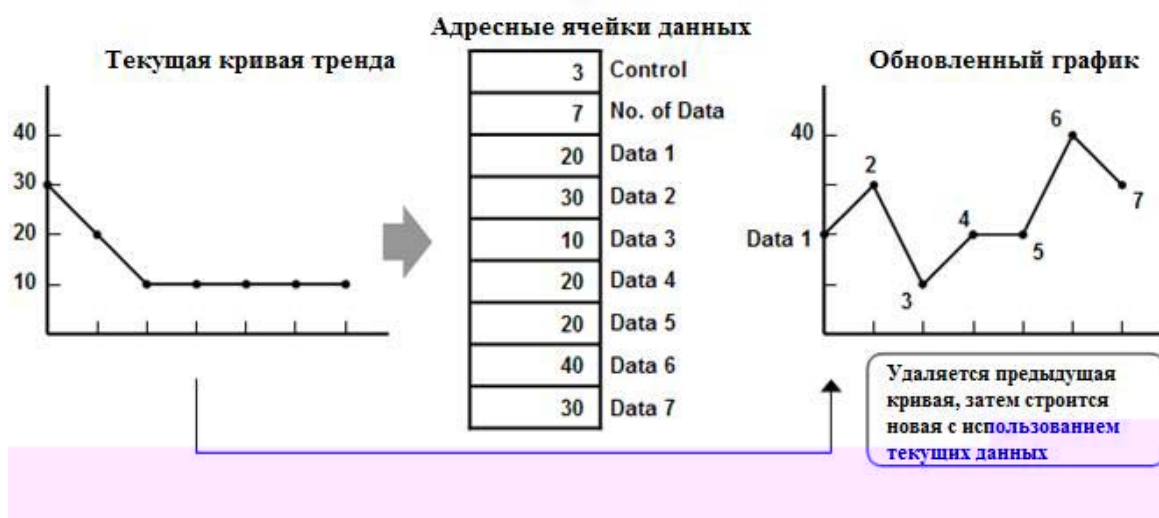 Адресные ячейки данных
Текущая кривая тренда
Обновленный график
40
30
20
10
3 Control
7 No. of Data
20 Data 1
30 Data 2
10 Data 3
20 Data 4
20 Data 5
40 Data 6
30 Data 7
40
Data 1
2
3
4
5
6
7
Удаляется предыдущая
кривая, затем строится
новая с использованием
текущих данных